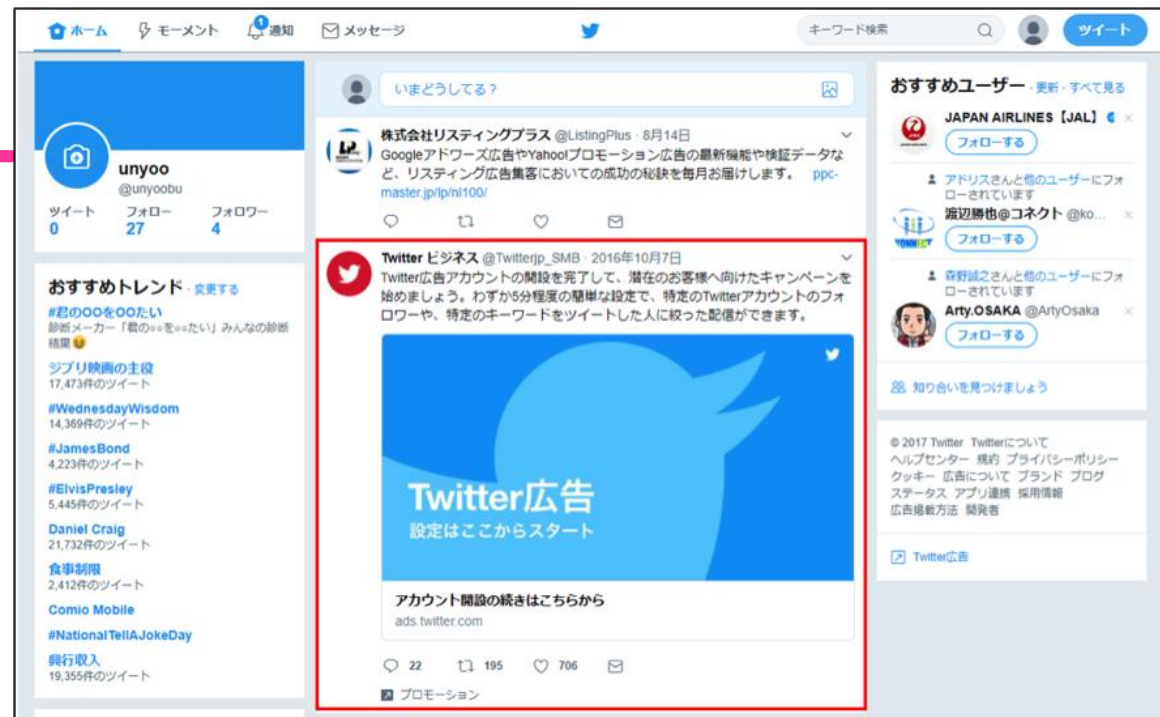 ホーム
モーメント
1
通知
メッセージ
キーワード検索
ツイート
unyoo
@unyoobu
ツイート フォロー フォロワー
0 27 4
おすすめトレンド · 変更する
#君の○○を○○たい
診断メーカー「君の○○を○○たい」みんなの診断
結果
ジブリ映画の主役
17,473件のツイート
#WednesdayWisdom
14,369件のツイート
#JamesBond
4,223件のツイート
#ElvisPresley
5,445件のツイート
Daniel Craig
21,732件のツイート
食事制限
2,412件のツイート
Comio Mobile
#NationalTellAJokeDay
興行収入
19,355件のツイート
いまどうしてる？
株式会社リスティングプラス @ListingPlus · 8月14日
Googleアドワーズ広告やYahoo!プロモーション広告の最新機能や検証データな
ど、リスティング広告集客においての成功の秘訣を毎月お届けします。 ppc-
master.jp/lp/nl100/
Twitter ビジネス @Twitterjp_SMB · 2016年10月7日
Twitter広告アカウントの開設を完了して、潜在のお客様へ向けたキャンペーンを
始めましょう。わずか5分程度の簡単な設定で、特定のTwitterアカウントのフォ
ロワーや、特定のキーワードをツイートした人に絞った配信ができます。
Twitter広告
設定はここからスタート
アカウント開設の続きはこちらから
ads.twitter.com
22 195 706
プロモーション
おすすめユーザー · 更新 · すべて見る
JAPAN AIRLINES【JAL】
フォローする
アドリスさんと他のユーザーにフォ
ローされています
渡辺勝也@コネクト @ko...
フォローする
森野誠之さんと他のユーザーにフォ
ローされています
Arty.OSAKA @ArtyOsaka
フォローする
知り合いを見つけましょう
© 2017 Twitter Twitterについて
ヘルプセンター 規約 プライバシーポリシー
クッキー 広告について ブランド ブログ
ステータス アプリ連携 採用情報
広告掲載方法 開発者
Twitter広告